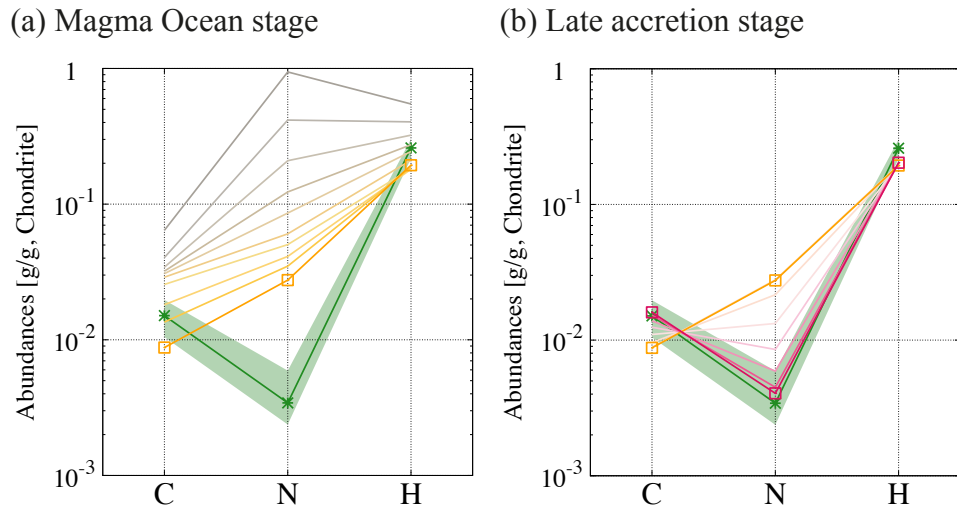 (a) Magma Ocean stage
(b) Late accretion stage
Abundances [g/g, Chondrite]
1
10⁻¹
10⁻²
10⁻³
C N H
Abundances [g/g, Chondrite]
1
10⁻¹
10⁻²
10⁻³
C N H